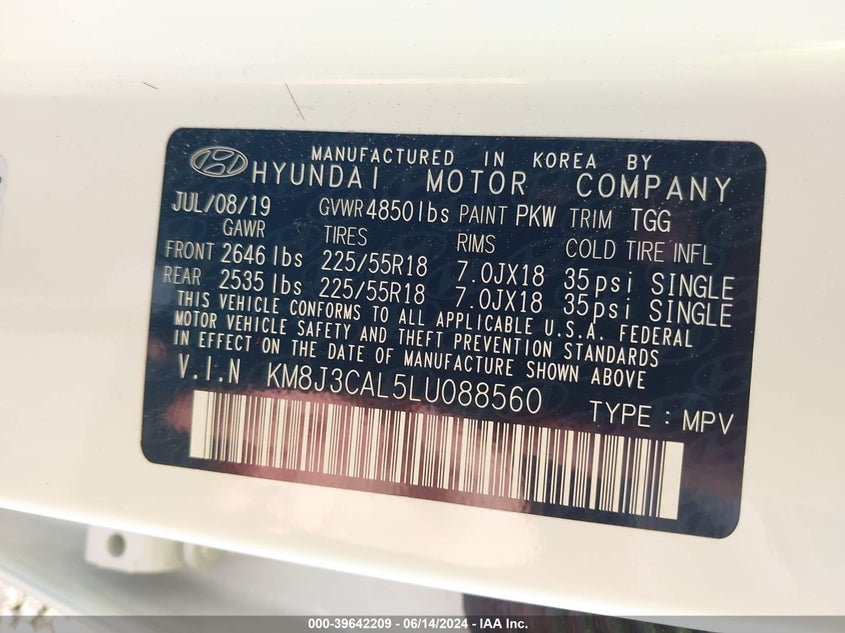 MANUFACTURED IN KOREA BY
HYUNDAI MOTOR COMPANY
JUL/08/19 GVWR 4850lbs PAINT PKW TRIM TGG
GAWR TIRES RIMS COLD TIRE INFL
FRONT 2646 lbs 225/55R18 7.0JX18 35psi SINGLE
REAR 2535 lbs 225/55R18 7.0JX18 35psi SINGLE
THIS VEHICLE CONFORMS TO ALL APPLICABLE U.S.A. FEDERAL
MOTOR VEHICLE SAFETY AND THEFT PREVENTION STANDARDS
IN EFFECT ON THE DATE OF MANUFACTURE SHOWN ABOVE
V.I.N KM8J3CAL5LU088560 TYPE : MPV
000-39642209 - 06/14/2024 - IAA Inc.